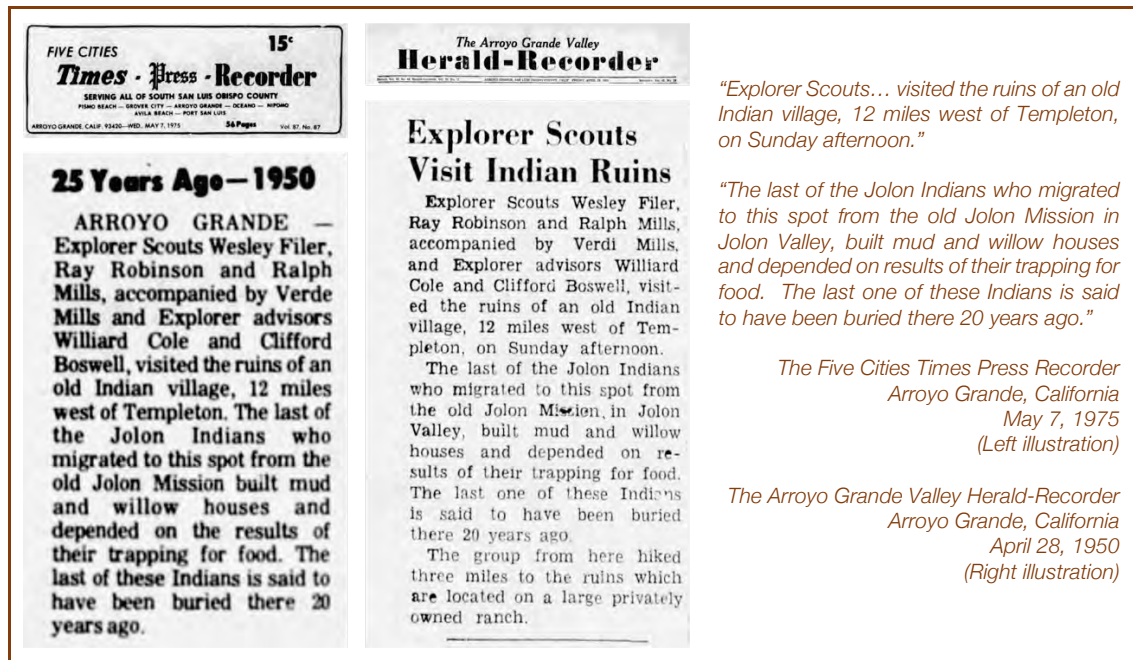 FIVE CITIES
15¢
Times - Press - Recorder
SERVING ALL OF SOUTH SAN LUIS OBISPO COUNTY
PISMO BEACH — GROVER CITY — ARROYO GRANDE — OCEANO — NIPOMO
AVILA BEACH — PORT SAN LUIS
ARROYO GRANDE, CALIF. 93420—WED., MAY 7, 1975 56 Pages Vol. 87, No. 87
25 Years Ago—1950
ARROYO GRANDE —
Explorer Scouts Wesley Filer,
Ray Robinson and Ralph
Mills, accompanied by Verde
Mills and Explorer advisors
Williard Cole and Clifford
Boswell, visited the ruins of an
old Indian village, 12 miles
west of Templeton. The last of
the Jolon Indians who
migrated to this spot from the
old Jolon Mission built mud
and willow houses and
depended on the results of
their trapping for food. The
last of these Indians is said to
have been buried there 20
years ago.
The Arroyo Grande Valley
Herald-Recorder
Explorer Scouts
Visit Indian Ruins
Explorer Scouts Wesley Filer,
Ray Robinson and Ralph Mills,
accompanied by Verdi Mills,
and Explorer advisors Williard
Cole and Clifford Boswell, visit-
ed the ruins of an old Indian
village, 12 miles west of Tem-
pleton, on Sunday afternoon.
The last of the Jolon Indians
who migrated to this spot from
the old Jolon Mission, in Jolon
Valley, built mud and willow
houses and depended on re-
sults of their trapping for food.
The last one of these Indians
is said to have been buried
there 20 years ago.
The group from here hiked
three miles to the ruins which
are located on a large privately
owned ranch.
“Explorer Scouts… visited the ruins of an old
Indian village, 12 miles west of Templeton,
on Sunday afternoon.”
“The last of the Jolon Indians who migrated
to this spot from the old Jolon Mission in
Jolon Valley, built mud and willow houses
and depended on results of their trapping for
food. The last one of these Indians is said
to have been buried there 20 years ago.”
The Five Cities Times Press Recorder
Arroyo Grande, California
May 7, 1975
(Left illustration)
The Arroyo Grande Valley Herald-Recorder
Arroyo Grande, California
April 28, 1950
(Right illustration)